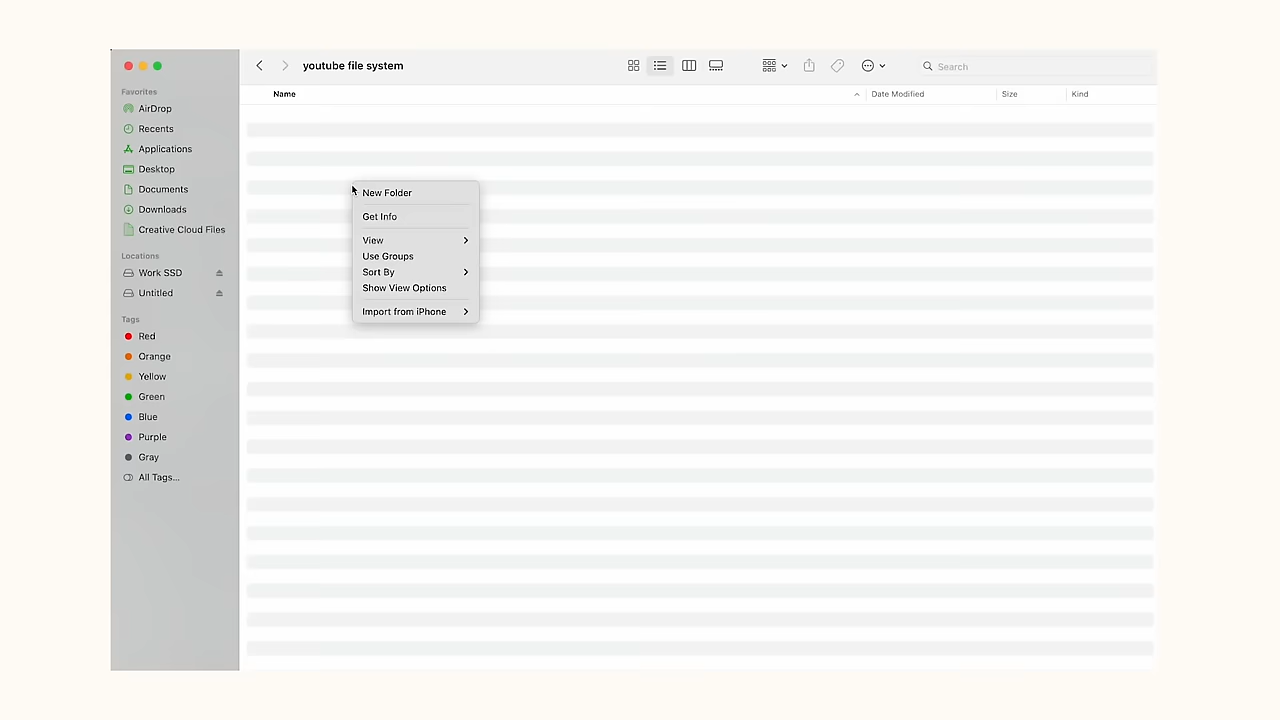 youtube file system
Search
Favorites
AirDrop
Recents
Applications
Desktop
Documents
Downloads
Creative Cloud Files
Locations
Work SSD
Untitled
Tags
Red
Orange
Yellow
Green
Blue
Purple
Gray
All Tags...
Name
Date Modified
Size
Kind
New Folder
Get Info
View
Use Groups
Sort By
Show View Options
Import from iPhone